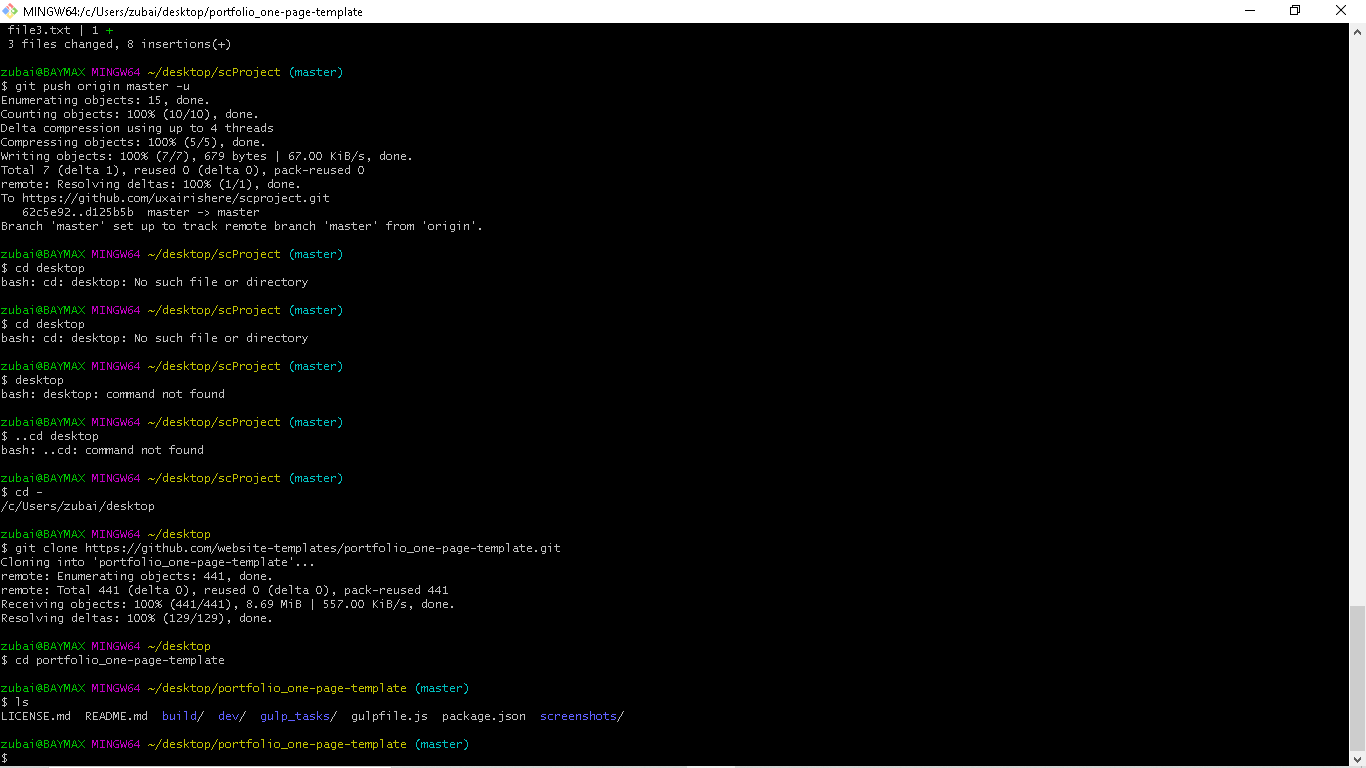 MINGW64:/c/Users/zubai/desktop/portfolio_one-page-template
 file3.txt | 1 +
 3 files changed, 8 insertions(+)
zubai@BAYMAX MINGW64 ~/desktop/scProject (master)
$ git push origin master -u
Enumerating objects: 15, done.
Counting objects: 100% (10/10), done.
Delta compression using up to 4 threads
Compressing objects: 100% (5/5), done.
Writing objects: 100% (7/7), 679 bytes | 67.00 KiB/s, done.
Total 7 (delta 1), reused 0 (delta 0), pack-reused 0
remote: Resolving deltas: 100% (1/1), done.
To https://github.com/uxairishere/scproject.git
   62c5e92..d125b5b  master -> master
Branch 'master' set up to track remote branch 'master' from 'origin'.
zubai@BAYMAX MINGW64 ~/desktop/scProject (master)
$ cd desktop
bash: cd: desktop: No such file or directory
zubai@BAYMAX MINGW64 ~/desktop/scProject (master)
$ cd desktop
bash: cd: desktop: No such file or directory
zubai@BAYMAX MINGW64 ~/desktop/scProject (master)
$ desktop
bash: desktop: command not found
zubai@BAYMAX MINGW64 ~/desktop/scProject (master)
$ ..cd desktop
bash: ..cd: command not found
zubai@BAYMAX MINGW64 ~/desktop/scProject (master)
$ cd -
/c/Users/zubai/desktop
zubai@BAYMAX MINGW64 ~/desktop
$ git clone https://github.com/website-templates/portfolio_one-page-template.git
Cloning into 'portfolio_one-page-template'...
remote: Enumerating objects: 441, done.
remote: Total 441 (delta 0), reused 0 (delta 0), pack-reused 441
Receiving objects: 100% (441/441), 8.69 MiB | 557.00 KiB/s, done.
Resolving deltas: 100% (129/129), done.
zubai@BAYMAX MINGW64 ~/desktop
$ cd portfolio_one-page-template
zubai@BAYMAX MINGW64 ~/desktop/portfolio_one-page-template (master)
$ ls
LICENSE.md  README.md  build/  dev/  gulp_tasks/  gulpfile.js  package.json  screenshots/
zubai@BAYMAX MINGW64 ~/desktop/portfolio_one-page-template (master)
$